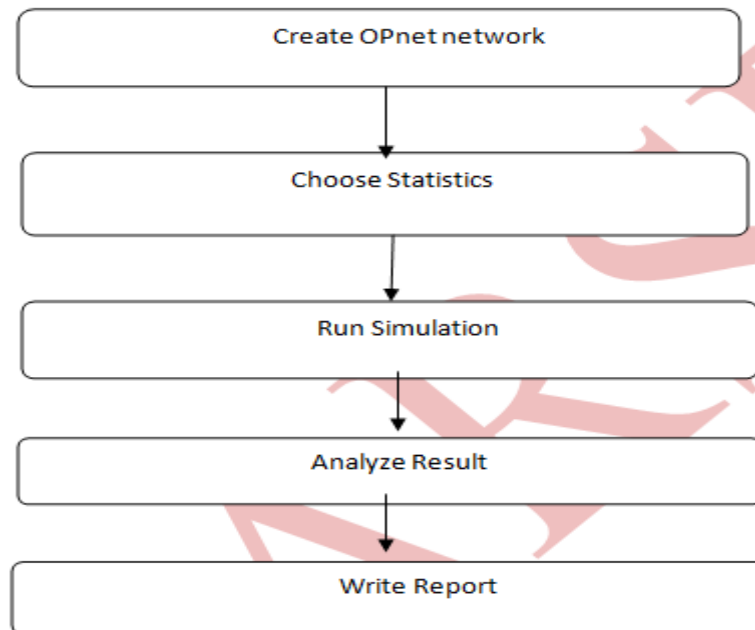 Create OPnet network
Choose Statistics
Run Simulation
Analyze Result
Write Report